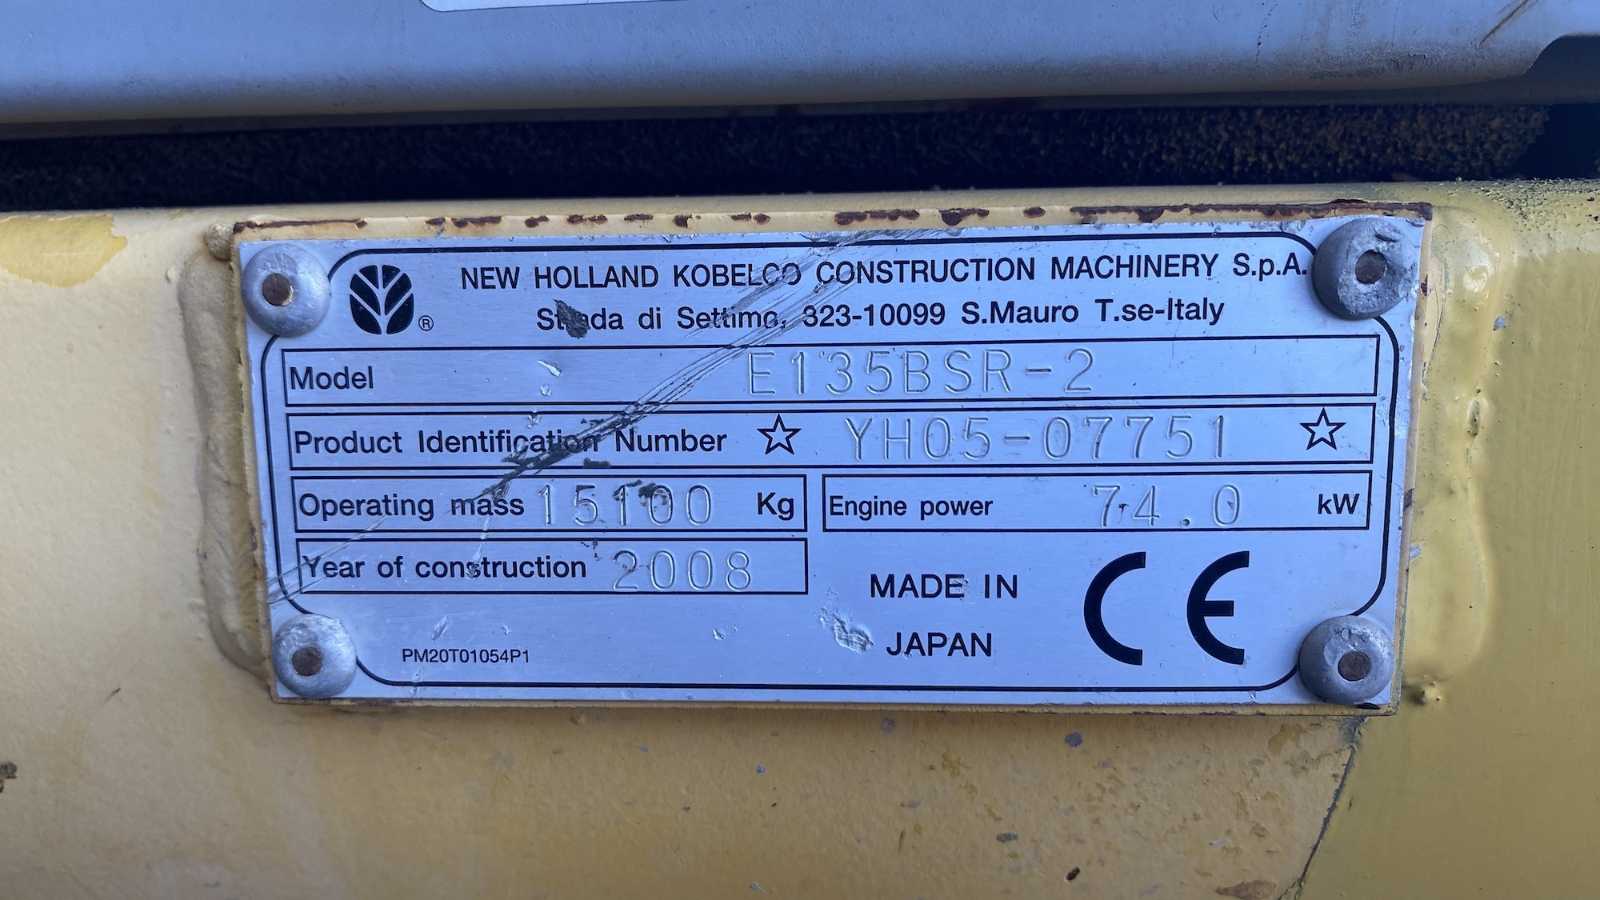 NEW HOLLAND KOBELCO CONSTRUCTION MACHINERY S.p.A.
Strada di Settimo, 323-10099 S.Mauro T.se-Italy
®
Model E135BSR-2
Product Identification Number ☆ YH05-07751 ☆
Operating mass 15100 Kg Engine power 74.0 kW
Year of construction 2008
MADE IN
JAPAN
CE
PM20T01054P1